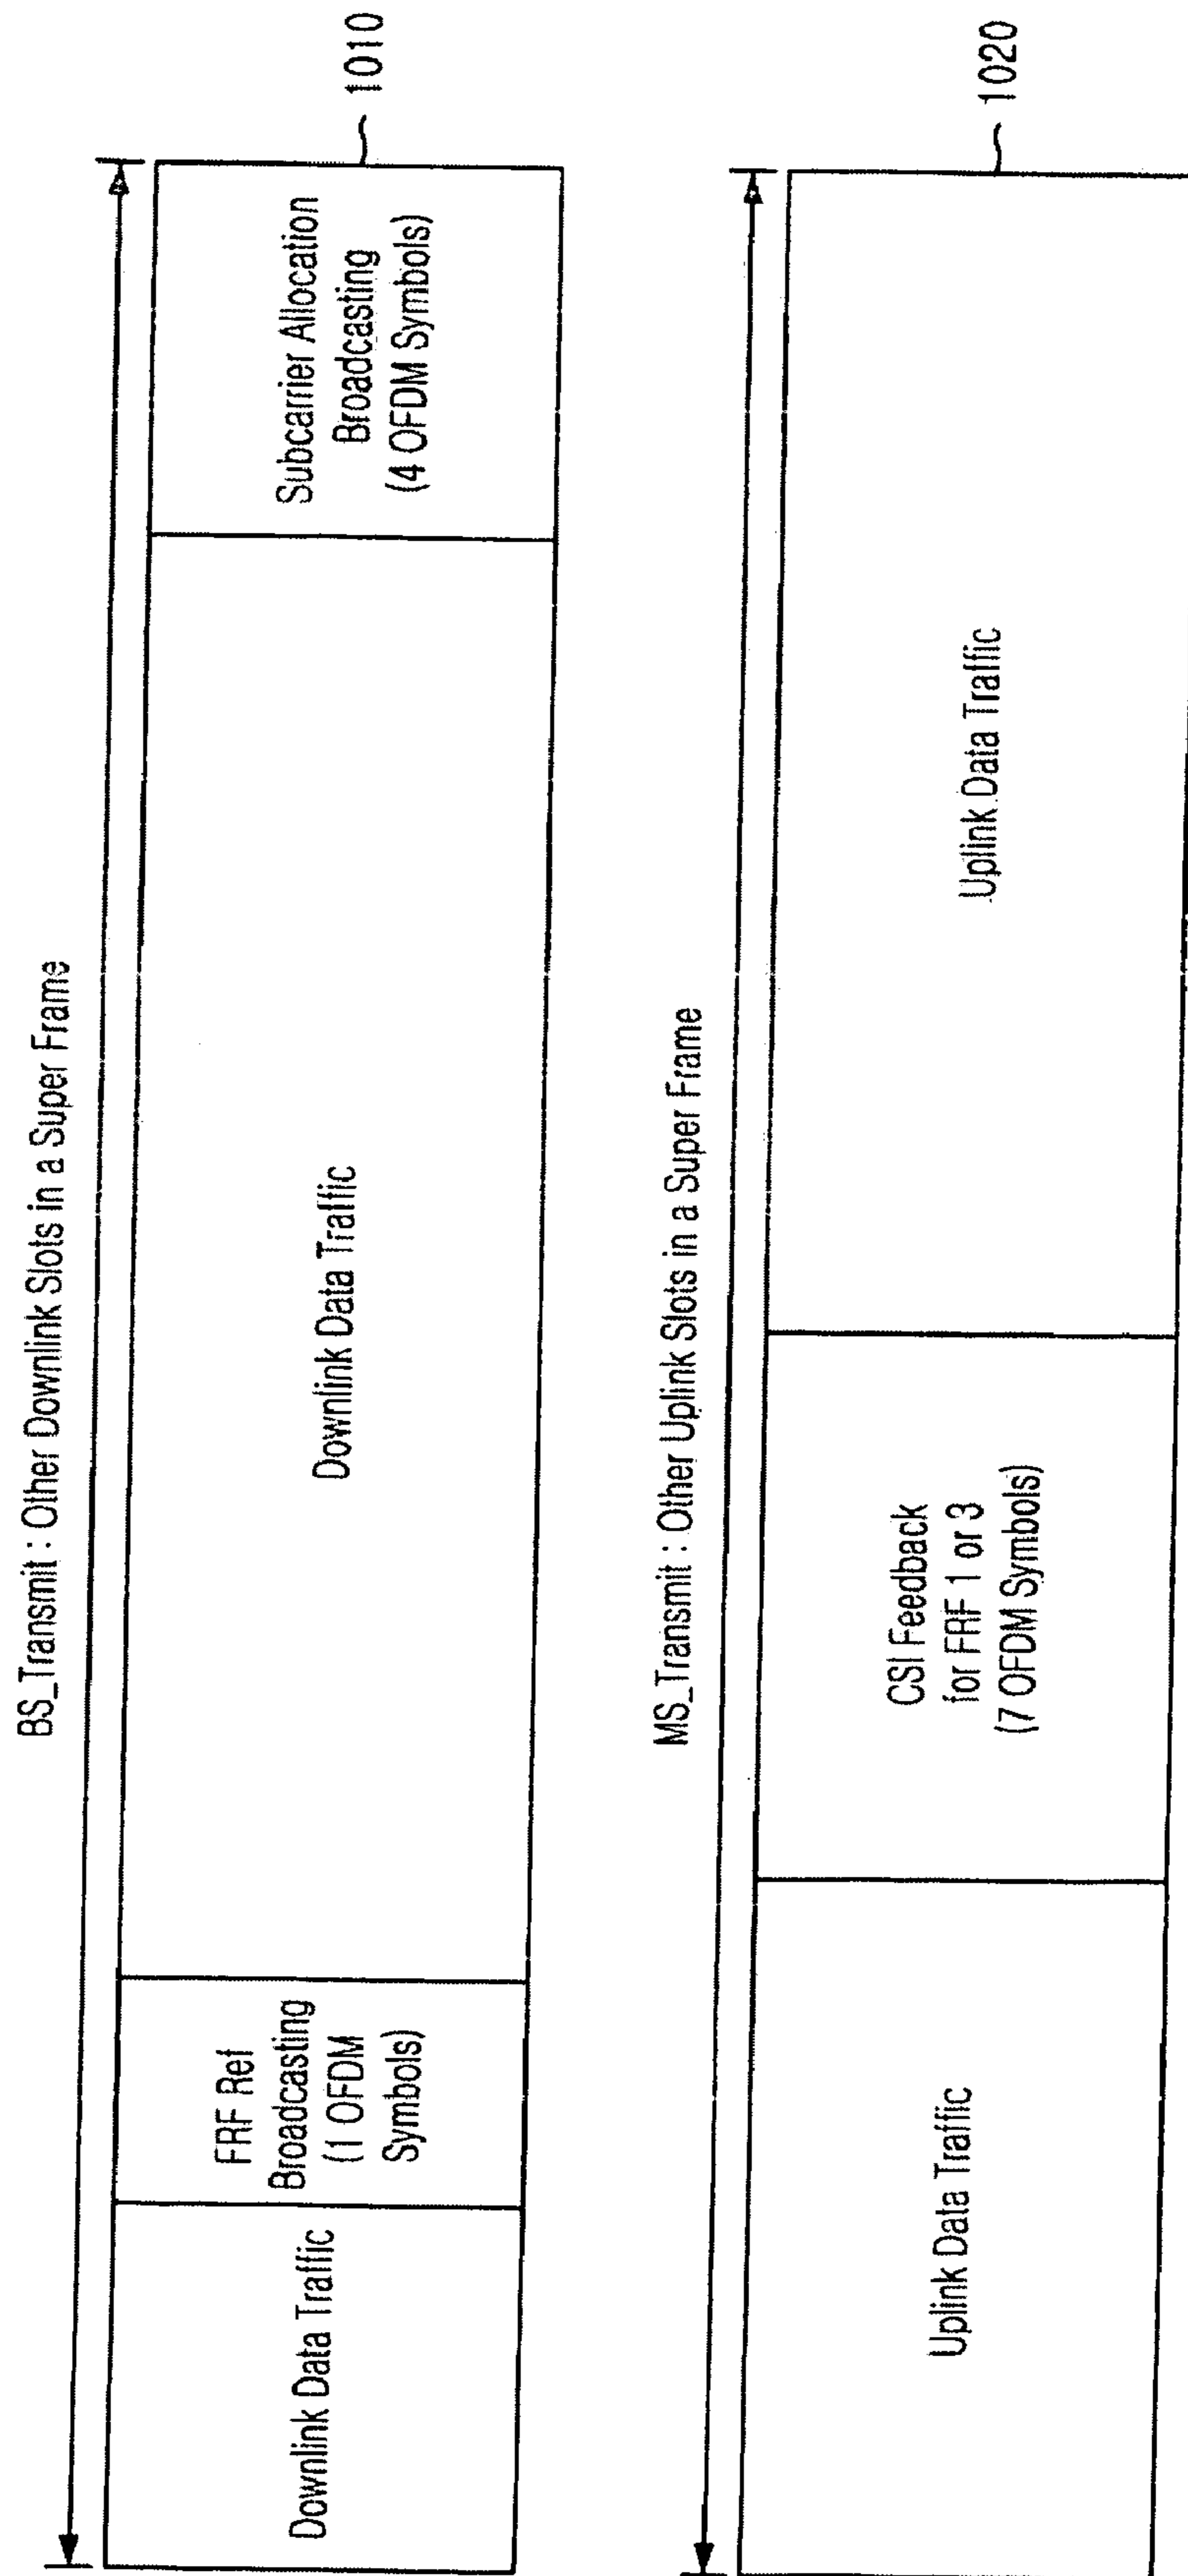 BS_Transmit : Other Downlink Slots in a Super Frame
Downlink Data Traffic
FRF Ref
Broadcasting
(1 OFDM
Symbols)
Downlink Data Traffic
Subcarrier Allocation
Broadcasting
(4 OFDM Symbols)
1010
MS_Transmit : Other Uplink Slots in a Super Frame
Uplink Data Traffic
CSI Feedback
for FRF 1 or 3
(7 OFDM Symbols)
Uplink Data Traffic
1020